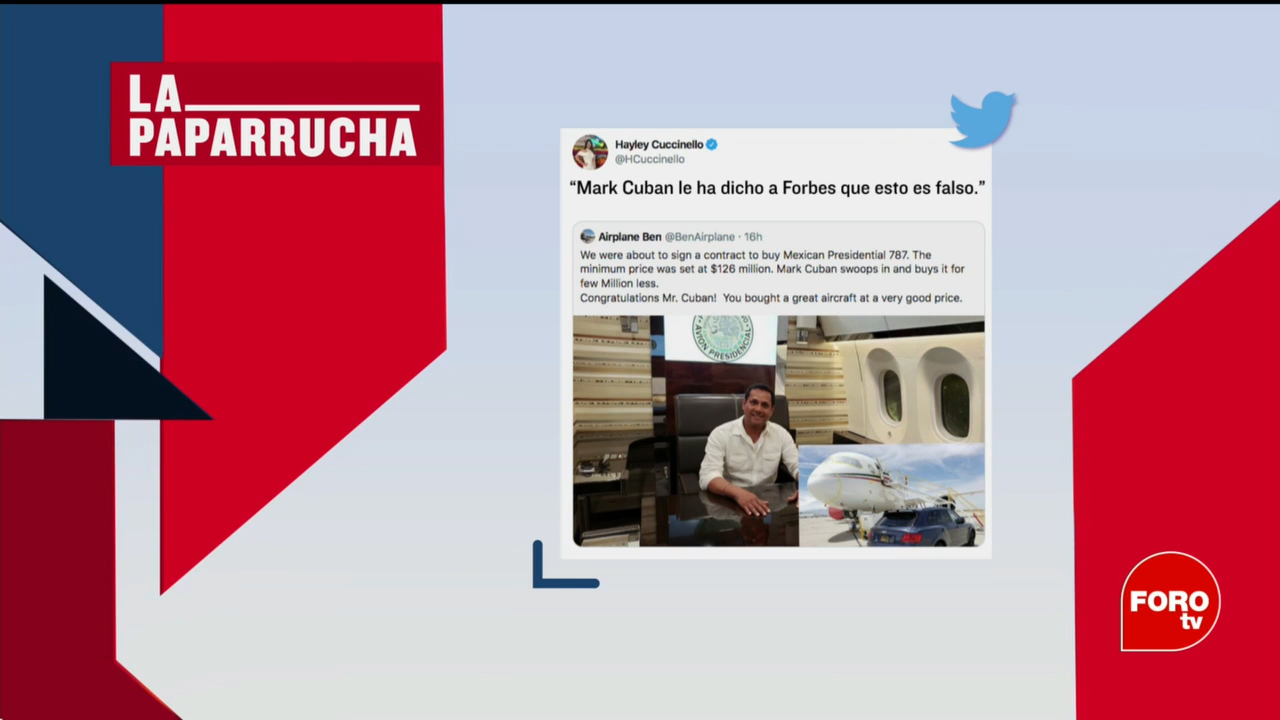 LA
PAPARRUCHA
Hayley Cuccinello
@HCuccinello
“Mark Cuban le ha dicho a Forbes que esto es falso.”
Airplane Ben @BenAirplane · 16h
We were about to sign a contract to buy Mexican Presidential 787. The
minimum price was set at $126 million. Mark Cuban swoops in and buys it for
few Million less.
Congratulations Mr. Cuban! You bought a great aircraft at a very good price.
AVION PRESIDENCIAL
FORO
tv